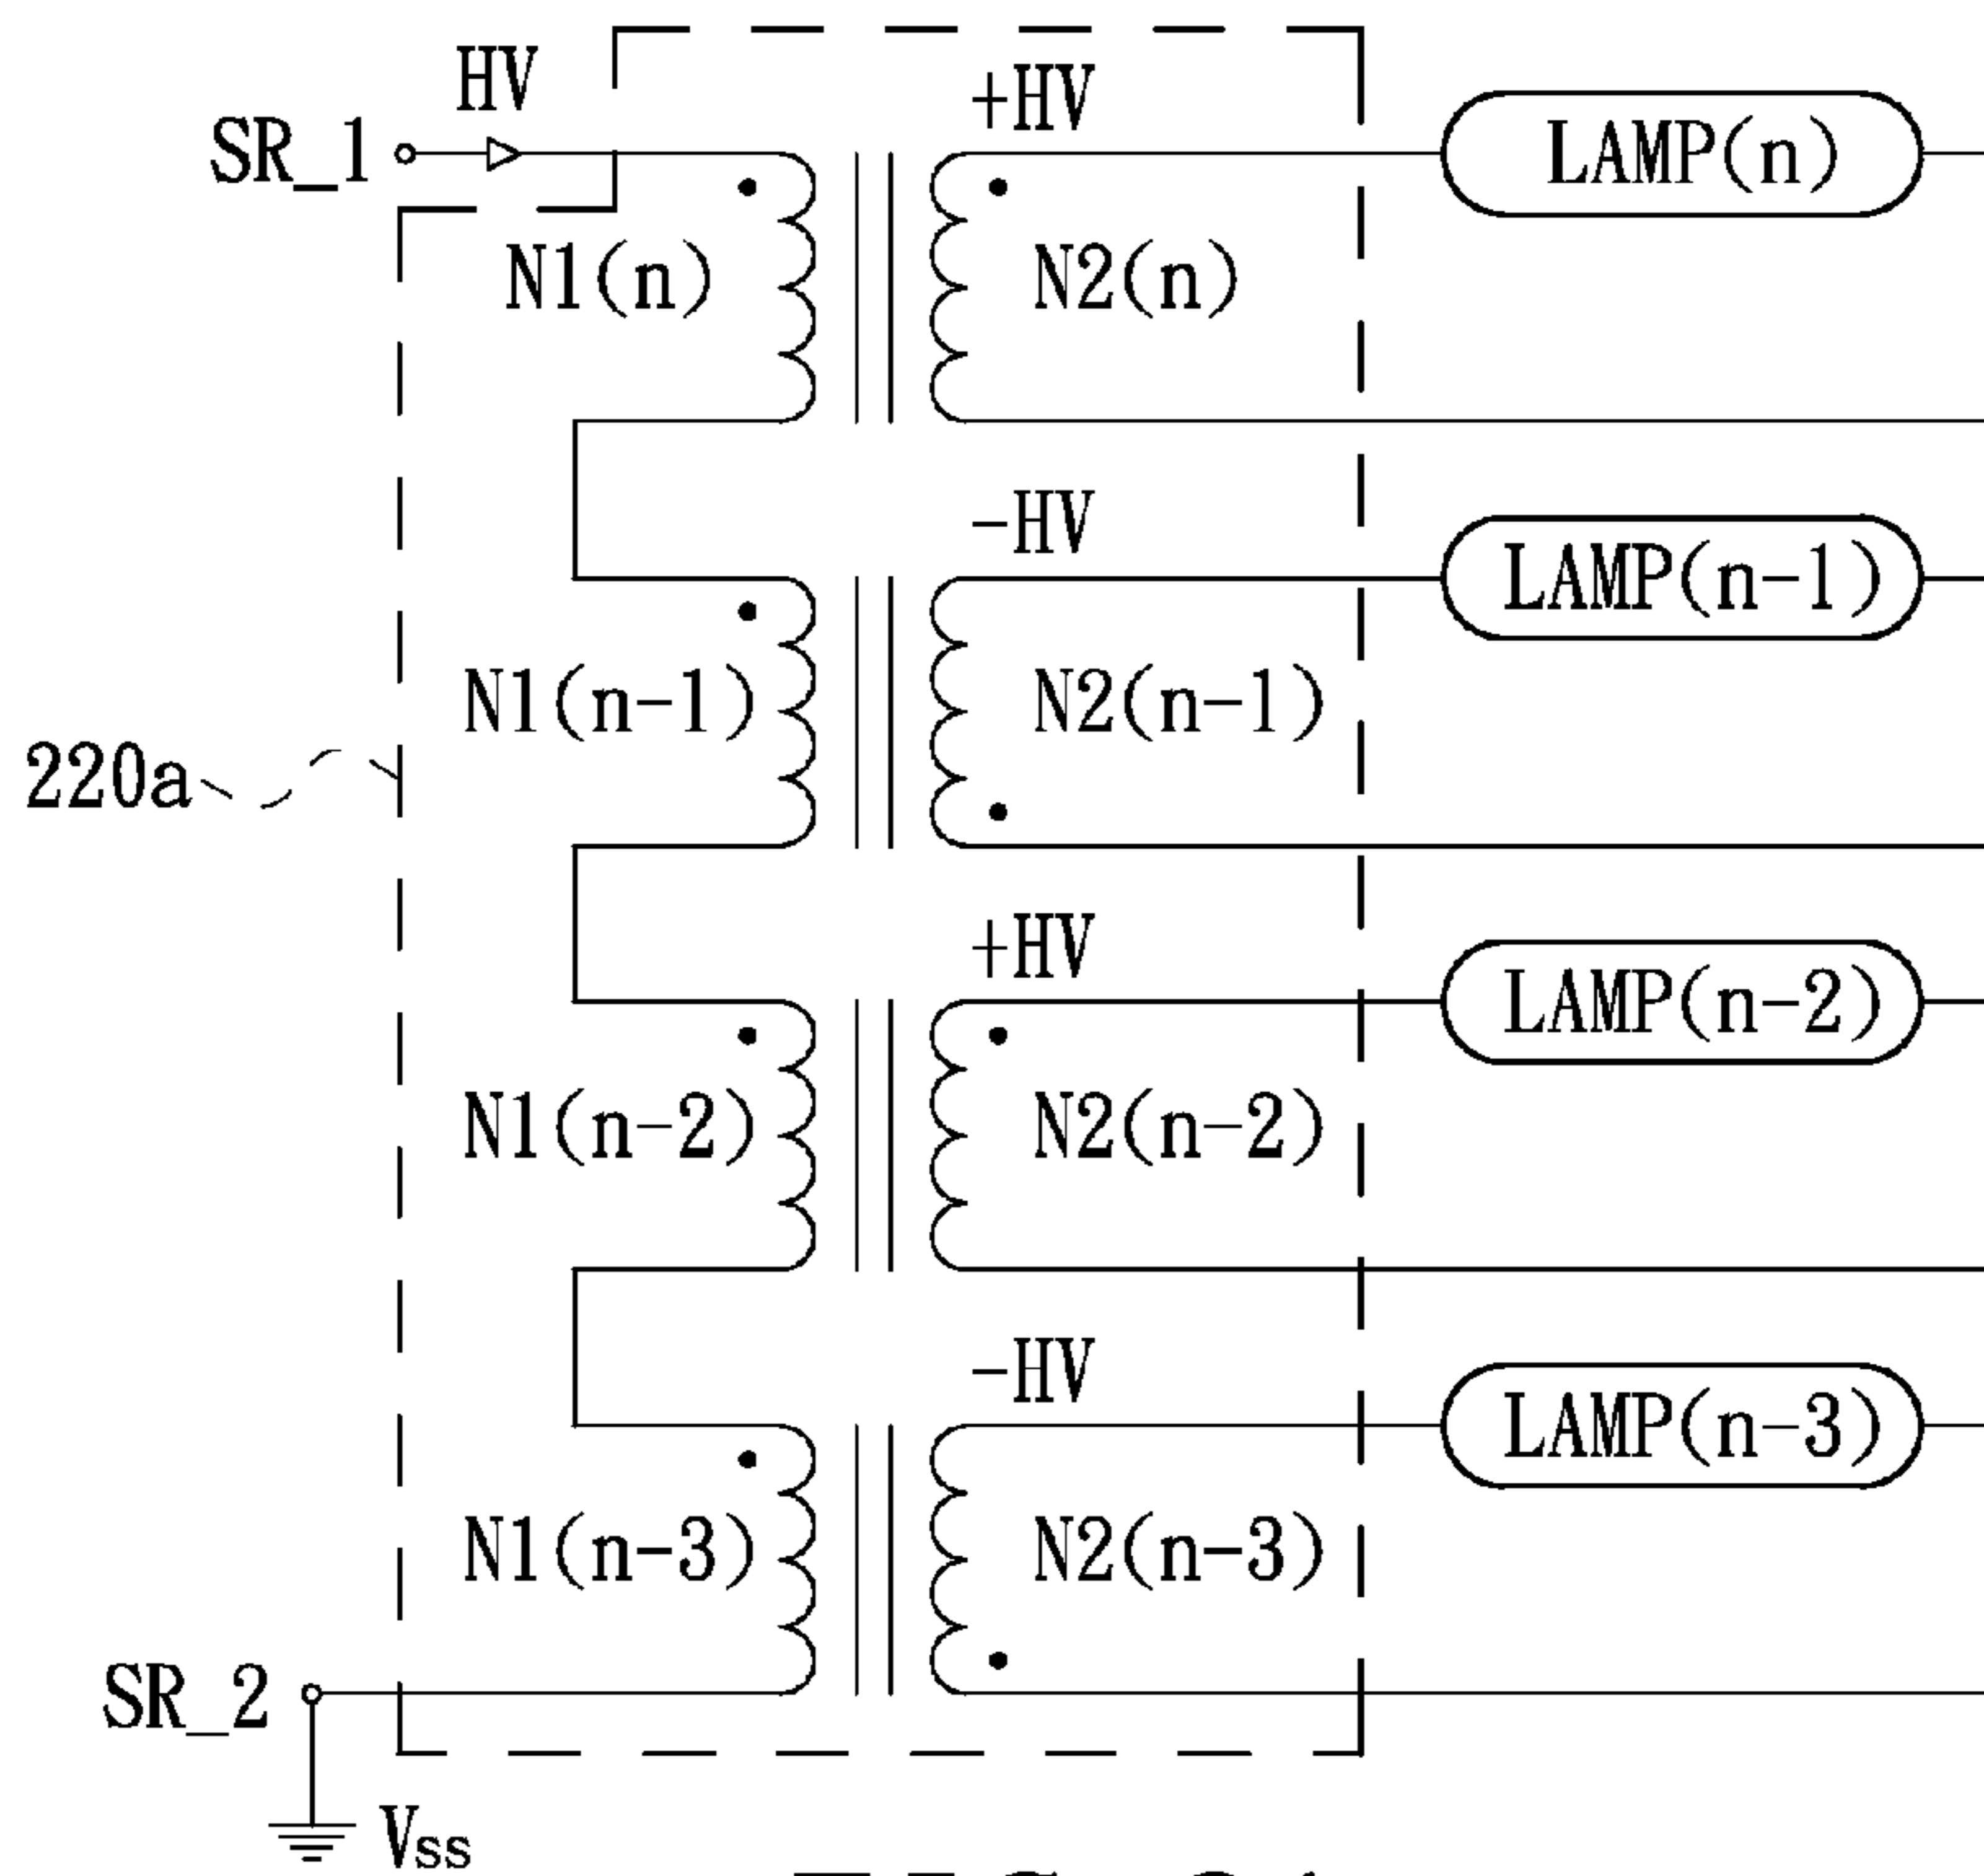 HV
+HV
SR_1
LAMP(n)
N1(n)
N2(n)
-HV
LAMP(n-1)
N1(n-1)
N2(n-1)
220a
+HV
LAMP(n-2)
N1(n-2)
N2(n-2)
-HV
LAMP(n-3)
N1(n-3)
N2(n-3)
SR_2
Vss